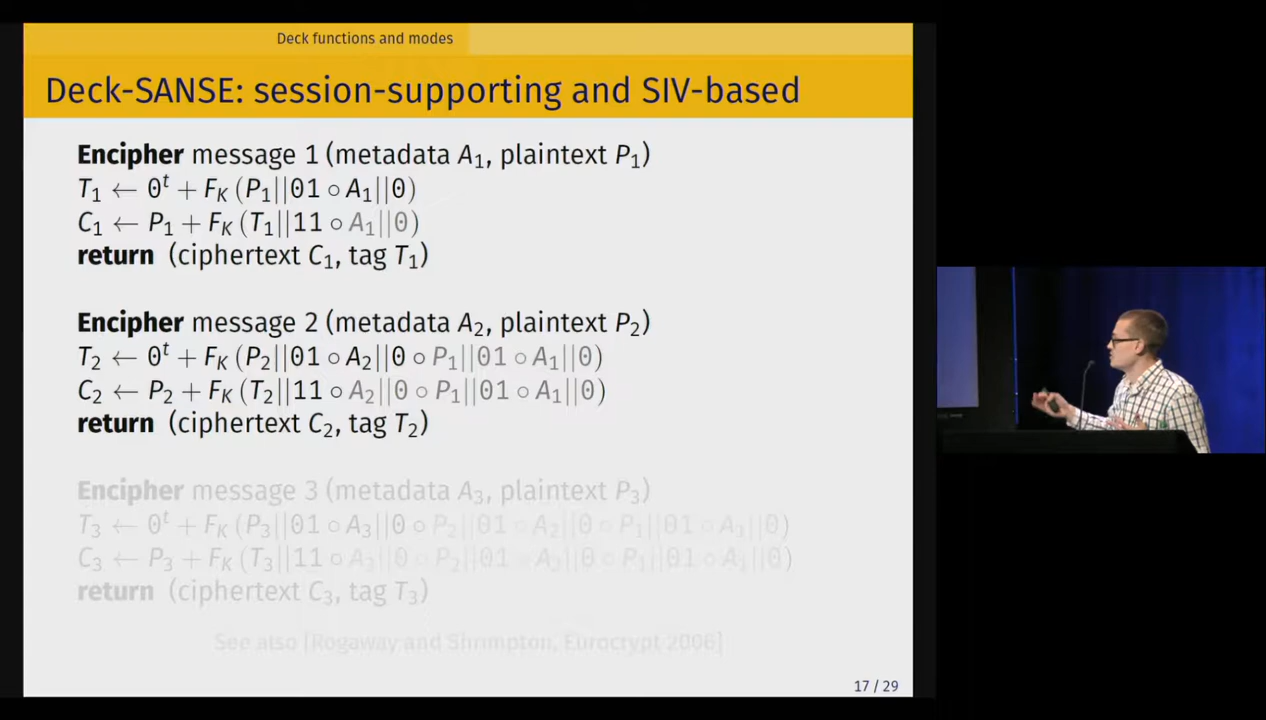 Deck functions and modes
Deck-SANSE: session-supporting and SIV-based
Encipher message 1 (metadata A₁, plaintext P₁)
T₁ ← 0ᵗ + F_K (P₁||01 ∘ A₁||0)
C₁ ← P₁ + F_K (T₁||11 ∘ A₁||0)
return (ciphertext C₁, tag T₁)
Encipher message 2 (metadata A₂, plaintext P₂)
T₂ ← 0ᵗ + F_K (P₂||01 ∘ A₂||0 ∘ P₁||01 ∘ A₁||0)
C₂ ← P₂ + F_K (T₂||11 ∘ A₂||0 ∘ P₁||01 ∘ A₁||0)
return (ciphertext C₂, tag T₂)
Encipher message 3 (metadata A₃, plaintext P₃)
T₃ ← 0ᵗ + F_K (P₃||01 ∘ A₃||0 ∘ P₂||01 ∘ A₂||0 ∘ P₁||01 ∘ A₁||0)
C₃ ← P₃ + F_K (T₃||11 ∘ A₃||0 ∘ P₂||01 ∘ A₂||0 ∘ P₁||01 ∘ A₁||0)
return (ciphertext C₃, tag T₃)
See also [Rogaway and Shrimpton, Eurocrypt 2006]
17 / 29